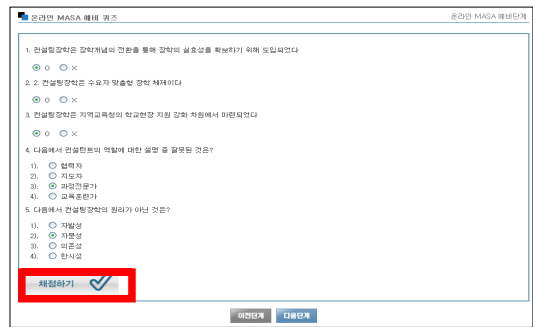 온라인 MASA 예비 퀴즈
온라인 MASA 예비단계
1. 컨설팅장학은 장학개념의 전환을 통해 장학의 실효성을 확보하기 위해 도입되었다
O X
2. 2. 컨설팅장학은 수요자 맞춤형 장학 체제이다
O X
3. 컨설팅장학은 지역교육청의 학교현장 지원 강화 차원에서 마련되었다
O X
4. 다음에서 컨설턴트의 역할에 대한 설명 중 잘못된 것은?
1). 협력자
2). 지도자
3). 과정전문가
4). 교육훈련가
5. 다음에서 컨설팅장학의 원리가 아닌 것은?
1). 자발성
2). 자문성
3). 의존성
4). 한시성
채점하기
이전단계 다음단계